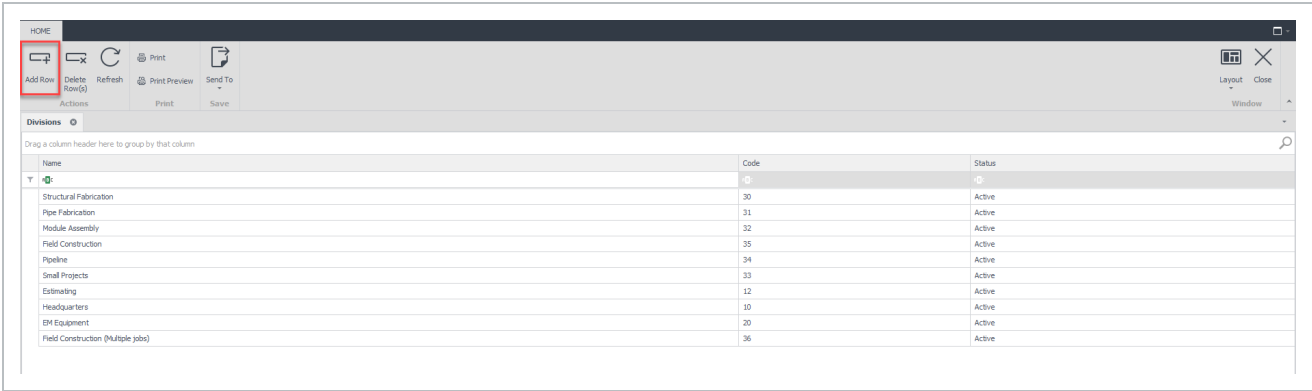 HOME
Add Row Delete Row(s) Refresh Print Print Preview Send To Layout Close
Actions Print Save Window
Divisions
Drag a column header here to group by that column
Name Code Status
Structural Fabrication 30 Active
Pipe Fabrication 31 Active
Module Assembly 32 Active
Field Construction 35 Active
Pipeline 34 Active
Small Projects 33 Active
Estimating 12 Active
Headquarters 10 Active
EM Equipment 20 Active
Field Construction (Multiple jobs) 36 Active